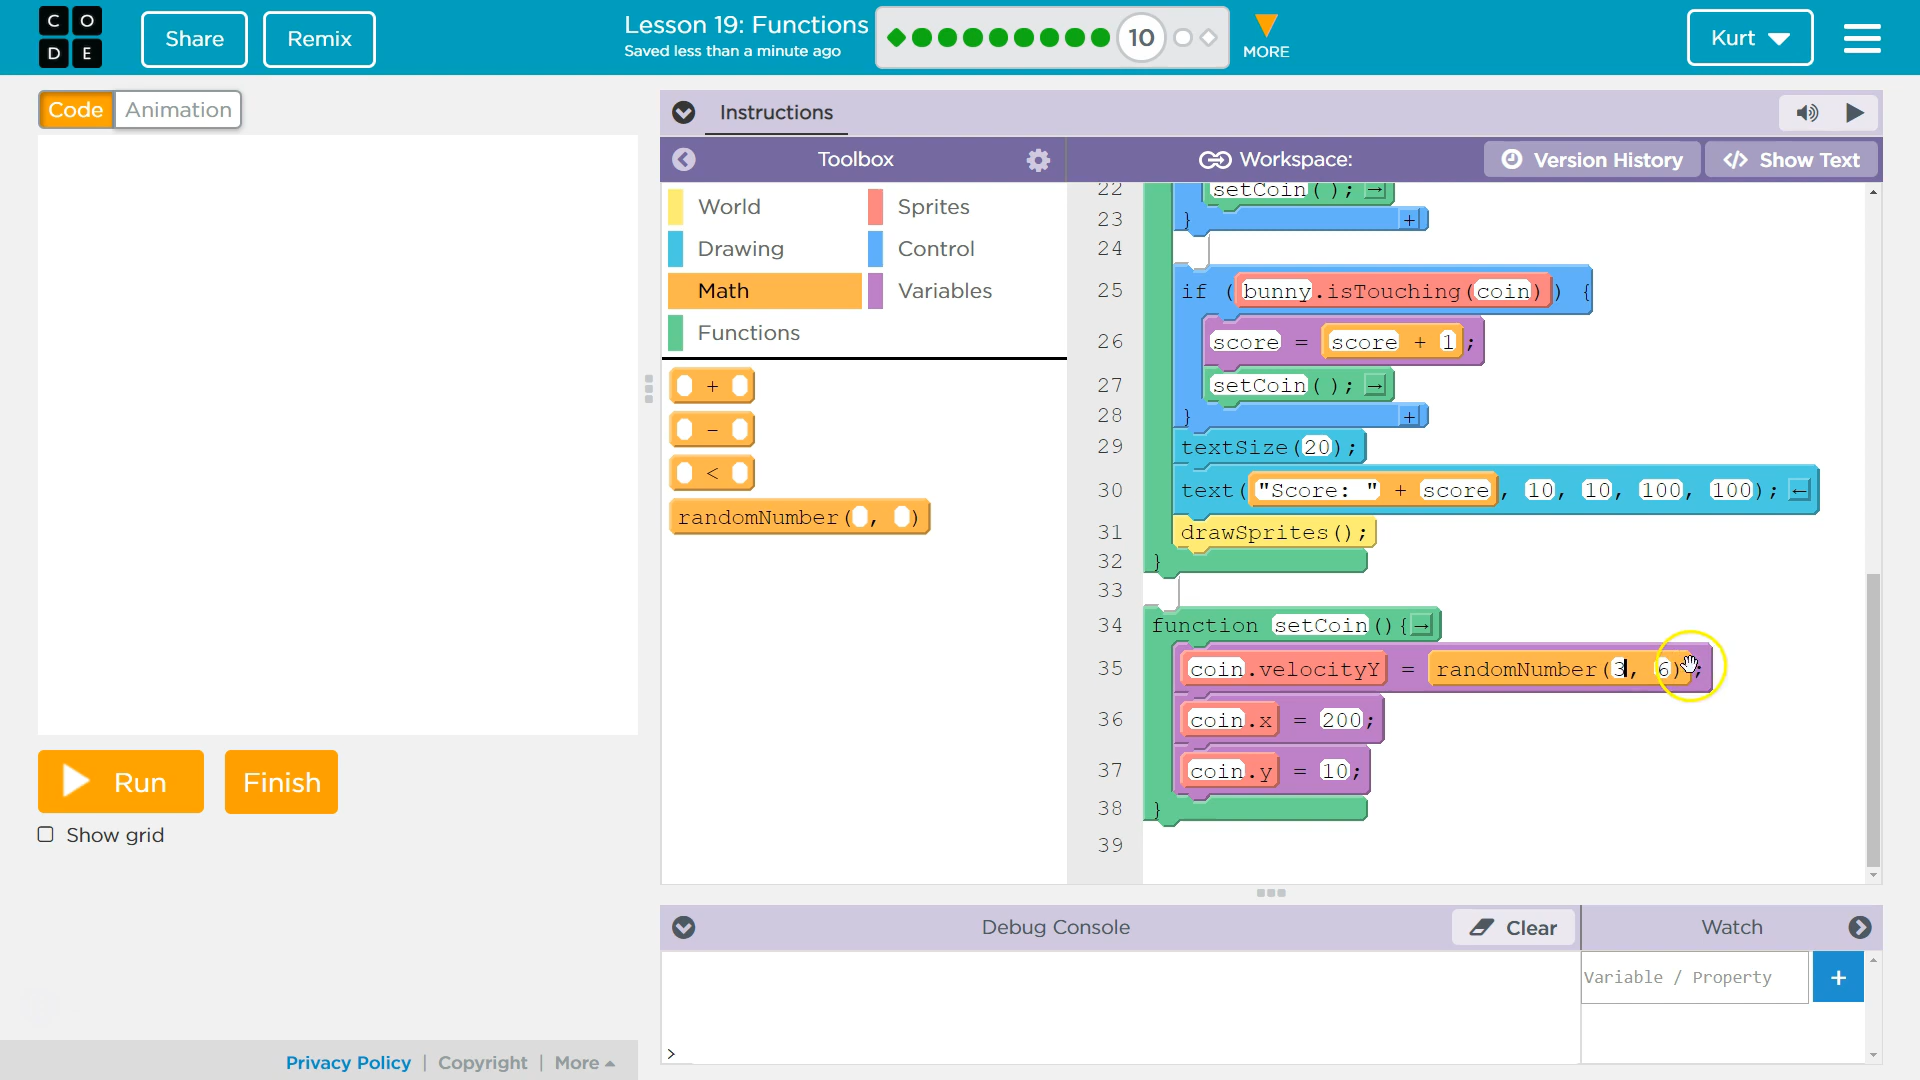 C O
D E
Share
Remix
Lesson 19: Functions
Saved less than a minute ago
10
MORE
Kurt
Code
Animation
Instructions
Toolbox
Workspace:
Version History
</> Show Text
World
Sprites
Drawing
Control
Math
Variables
Functions
+
-
<
randomNumber( , )
22 setCoin();
23 }
24
25 if (bunny.isTouching(coin)) {
26 score = score + 1;
27 setCoin();
28 }
29 textSize(20);
30 text("Score: " + score, 10, 10, 100, 100);
31 drawSprites();
32 }
33
34 function setCoin(){
35 coin.velocityY = randomNumber(3, 6);
36 coin.x = 200;
37 coin.y = 10;
38 }
39
Run
Finish
Show grid
Debug Console
Clear
Watch
Variable / Property
+
>
Privacy Policy | Copyright | More